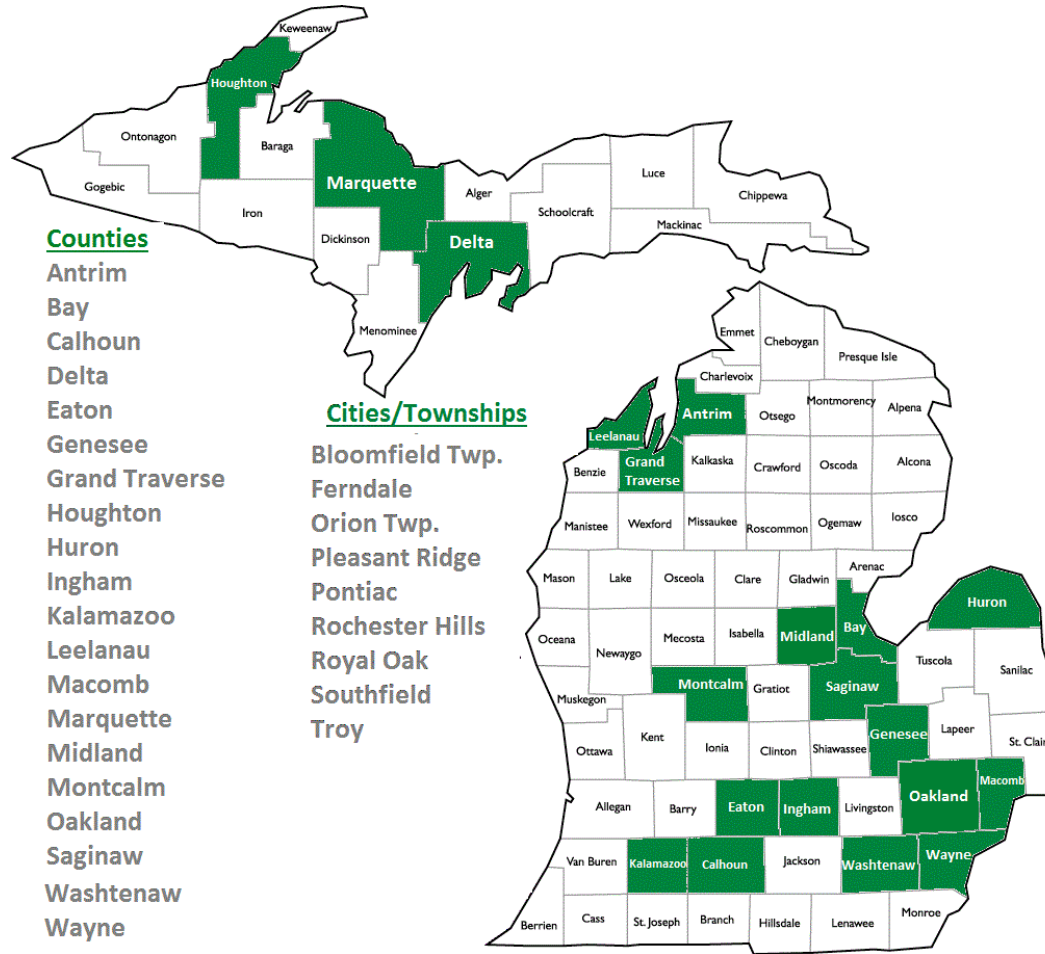 Keweenaw
Houghton
Ontonagon
Baraga
Gogebic
Iron
Marquette
Dickinson
Menominee
Delta
Alger
Schoolcraft
Luce
Mackinac
Chippewa
Counties
Antrim
Bay
Calhoun
Delta
Eaton
Genesee
Grand Traverse
Houghton
Huron
Ingham
Kalamazoo
Leelanau
Macomb
Marquette
Midland
Montcalm
Oakland
Saginaw
Washtenaw
Wayne
Cities/Townships
Bloomfield Twp.
Ferndale
Orion Twp.
Pleasant Ridge
Pontiac
Rochester Hills
Royal Oak
Southfield
Troy
Emmet
Cheboygan
Presque Isle
Charlevoix
Leelanau
Antrim
Otsego
Montmorency
Alpena
Benzie
Grand
Traverse
Kalkaska
Crawford
Oscoda
Alcona
Manistee
Wexford
Missaukee
Roscommon
Ogemaw
Iosco
Mason
Lake
Osceola
Clare
Gladwin
Arenac
Huron
Oceana
Newaygo
Mecosta
Isabella
Midland
Bay
Tuscola
Sanilac
Muskegon
Montcalm
Gratiot
Saginaw
Ottawa
Kent
Ionia
Clinton
Shiawassee
Genesee
Lapeer
St. Clair
Allegan
Barry
Eaton
Ingham
Livingston
Oakland
Macomb
Van Buren
Kalamazoo
Calhoun
Jackson
Washtenaw
Wayne
Berrien
Cass
St. Joseph
Branch
Hillsdale
Lenawee
Monroe